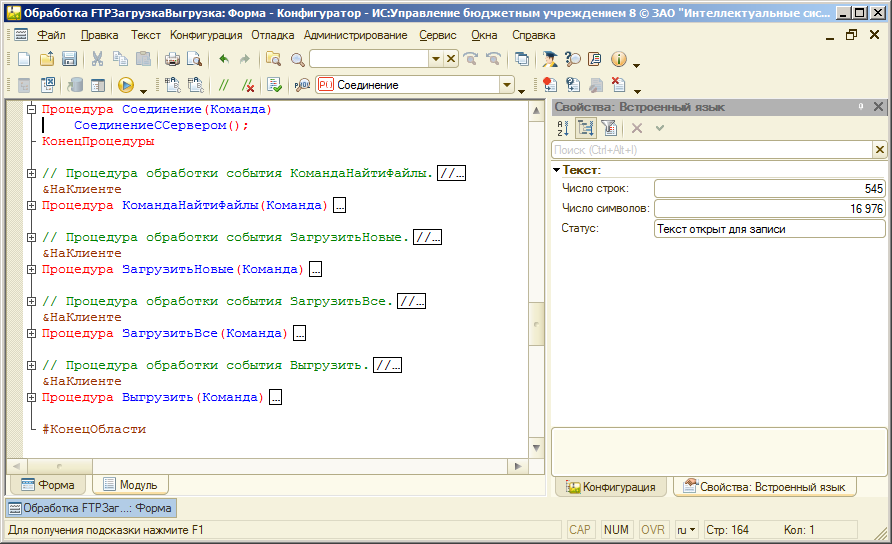 Обработка FTPЗагрузкаВыгрузка: Форма - Конфигуратор - ИС:Управление бюджетным учреждением 8 © ЗАО "Интеллектуальные сис...
Файл Правка Текст Конфигурация Отладка Администрирование Сервис Окна Справка
P() Соединение
Процедура Соединение(Команда)
СоединениеССервером();
КонецПроцедуры
// Процедура обработки события КомандаНайтиФайлы. //...
&НаКлиенте
Процедура КомандаНайтиФайлы(Команда) ...
// Процедура обработки события ЗагрузитьНовые. //...
&НаКлиенте
Процедура ЗагрузитьНовые(Команда) ...
// Процедура обработки события ЗагрузитьВсе. //...
&НаКлиенте
Процедура ЗагрузитьВсе(Команда) ...
// Процедура обработки события Выгрузить. //...
&НаКлиенте
Процедура Выгрузить(Команда) ...
#КонецОбласти
Форма Модуль
Свойства: Встроенный язык
Поиск (Ctrl+Alt+I)
Текст:
Число строк: 545
Число символов: 16 976
Статус: Текст открыт для записи
Конфигурация Свойства: Встроенный язык
Обработка FTPЗаг...: Форма
Для получения подсказки нажмите F1 CAP NUM OVR ru Стр: 164 Кол: 1